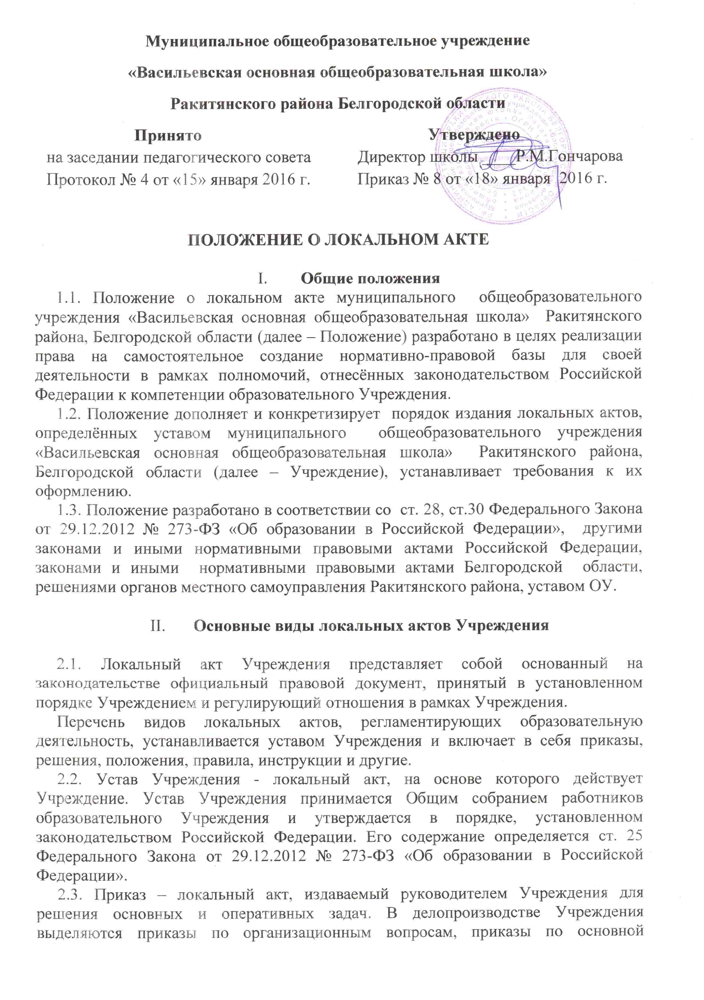 Муниципальное общеобразовательное учреждение
«Васильевская основная общеобразовательная школа»
Ракитянского района Белгородской области
Принято
на заседании педагогического совета
Протокол № 4 от «15» января 2016 г.
Утверждено
Директор школы ____Р.М.Гончарова
Приказ № 8 от «18» января 2016 г.
ПОЛОЖЕНИЕ О ЛОКАЛЬНОМ АКТЕ
I. Общие положения
1.1. Положение о локальном акте муниципального общеобразовательного
учреждения «Васильевская основная общеобразовательная школа» Ракитянского
района, Белгородской области (далее – Положение) разработано в целях реализации
права на самостоятельное создание нормативно-правовой базы для своей
деятельности в рамках полномочий, отнесённых законодательством Российской
Федерации к компетенции образовательного Учреждения.
1.2. Положение дополняет и конкретизирует порядок издания локальных актов,
определённых уставом муниципального общеобразовательного учреждения
«Васильевская основная общеобразовательная школа» Ракитянского района,
Белгородской области (далее – Учреждение), устанавливает требования к их
оформлению.
1.3. Положение разработано в соответствии со ст. 28, ст.30 Федерального Закона
от 29.12.2012 № 273-ФЗ «Об образовании в Российской Федерации», другими
законами и иными нормативными правовыми актами Российской Федерации,
законами и иными нормативными правовыми актами Белгородской области,
решениями органов местного самоуправления Ракитянского района, уставом ОУ.
II. Основные виды локальных актов Учреждения
2.1. Локальный акт Учреждения представляет собой основанный на
законодательстве официальный правовой документ, принятый в установленном
порядке Учреждением и регулирующий отношения в рамках Учреждения.
Перечень видов локальных актов, регламентирующих образовательную
деятельность, устанавливается уставом Учреждения и включает в себя приказы,
решения, положения, правила, инструкции и другие.
2.2. Устав Учреждения - локальный акт, на основе которого действует
Учреждение. Устав Учреждения принимается Общим собранием работников
образовательного Учреждения и утверждается в порядке, установленном
законодательством Российской Федерации. Его содержание определяется ст. 25
Федерального Закона от 29.12.2012 № 273-ФЗ «Об образовании в Российской
Федерации».
2.3. Приказ – локальный акт, издаваемый руководителем Учреждения для
решения основных и оперативных задач. В делопроизводстве Учреждения
выделяются приказы по организационным вопросам, приказы по основной